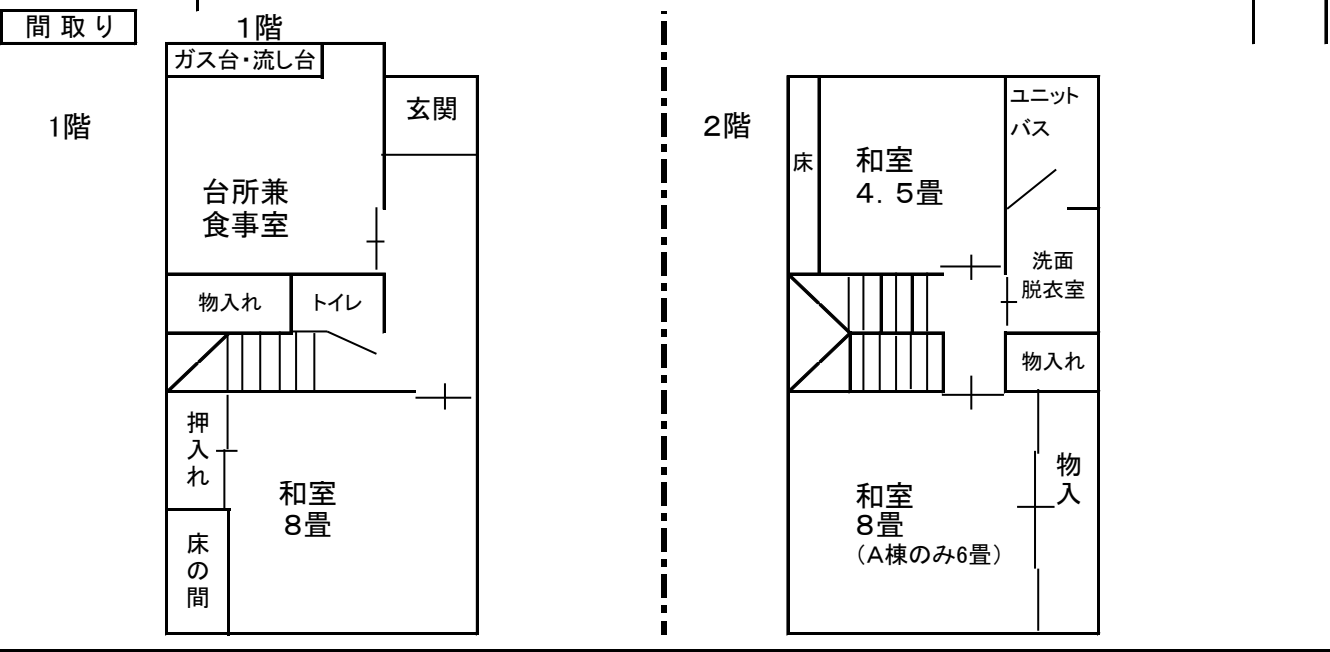 間取り
1階
1階
ガス台・流し台
玄関
台所兼
食事室
物入れ
トイレ
押入れ
和室
8畳
床の間
2階
床
和室
4.5畳
ユニット
バス
洗面
脱衣室
物入れ
和室
8畳
(A棟のみ6畳)
物入